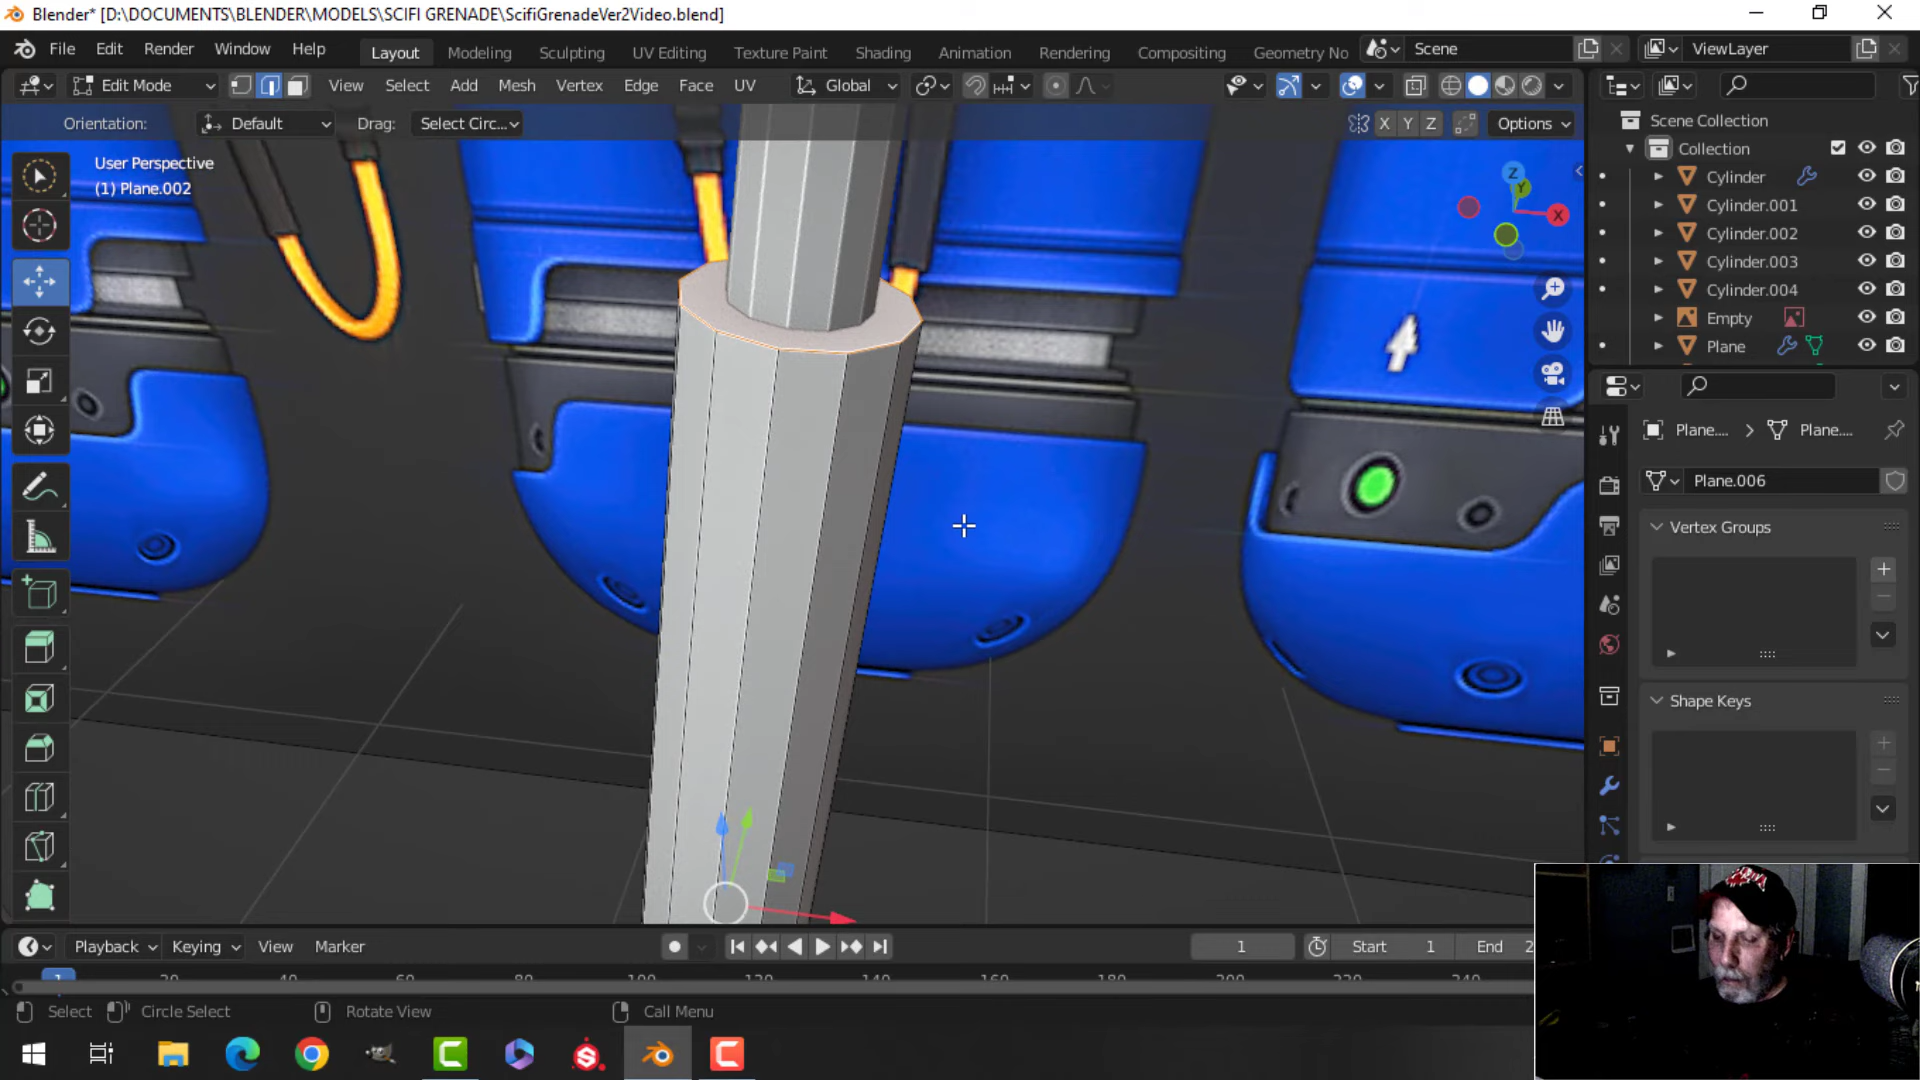 Blender* [D:\DOCUMENTS\BLENDER\MODELS\SCIFI GRENADE\ScifiGrenadeVer2Video.blend]
File Edit Render Window Help Layout Modeling Sculpting UV Editing Texture Paint Shading Animation Rendering Compositing Geometry No Scene ViewLayer
Edit Mode View Select Add Mesh Vertex Edge Face UV Global
Orientation: Default Drag: Select Circ... X Y Z Options
User Perspective
(1) Plane.002
Z
Y
X
Scene Collection
Collection
Cylinder
Cylinder.001
Cylinder.002
Cylinder.003
Cylinder.004
Empty
Plane
Plane.... > Plane....
Plane.006
Vertex Groups
Shape Keys
Playback Keying View Marker 1 Start 1 End 2
1 20 40 60 80 100 120 140 160 180 200 220 240
Select Circle Select Rotate View Call Menu